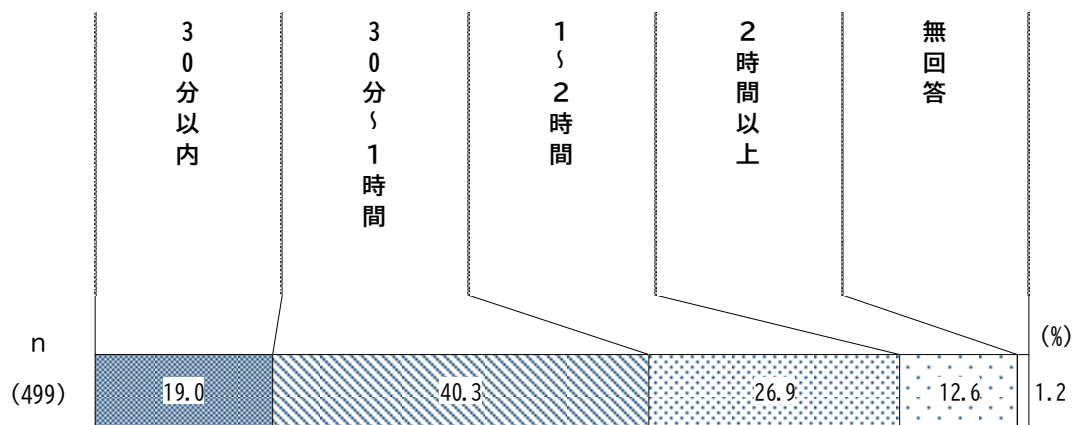 30分以内
30分～1時間
1～2時間
2時間以上
無回答
n
(%)
(499)
19.0
40.3
26.9
12.6
1.2